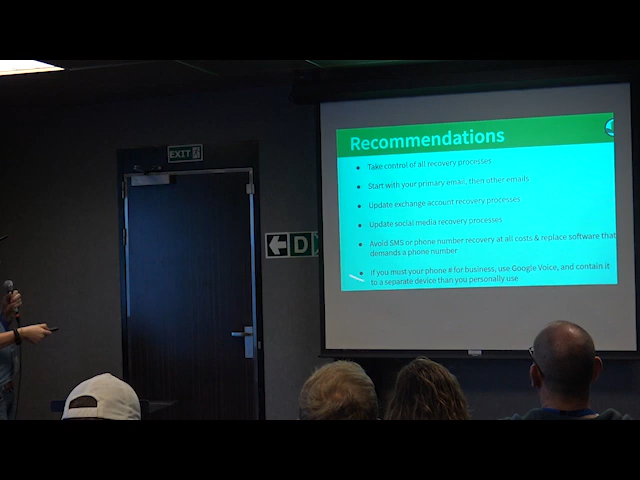 EXIT
D
Recommendations
Take control of all recovery processes
Start with your primary email, then other emails
Update exchange account recovery processes
Update social media recovery processes
Avoid SMS or phone number recovery at all costs & replace software that
demands a phone number
If you must your phone # for business, use Google Voice, and contain it
to a separate device than you personally use